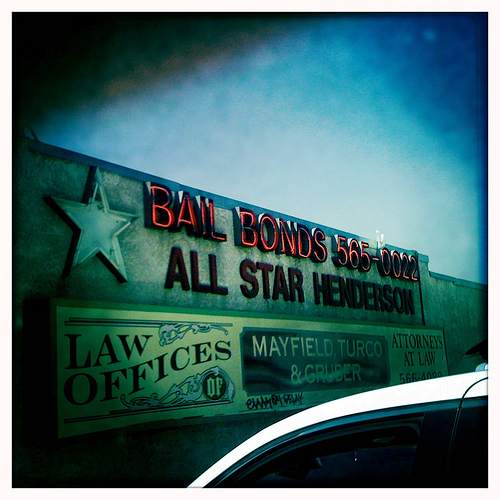 BAIL BONDS 565-0022
ALL STAR HENDERSON
LAW
OFFICES
OF
MAYFIELD, TURCO
& GRUBER
ATTORNEYS
AT LAW